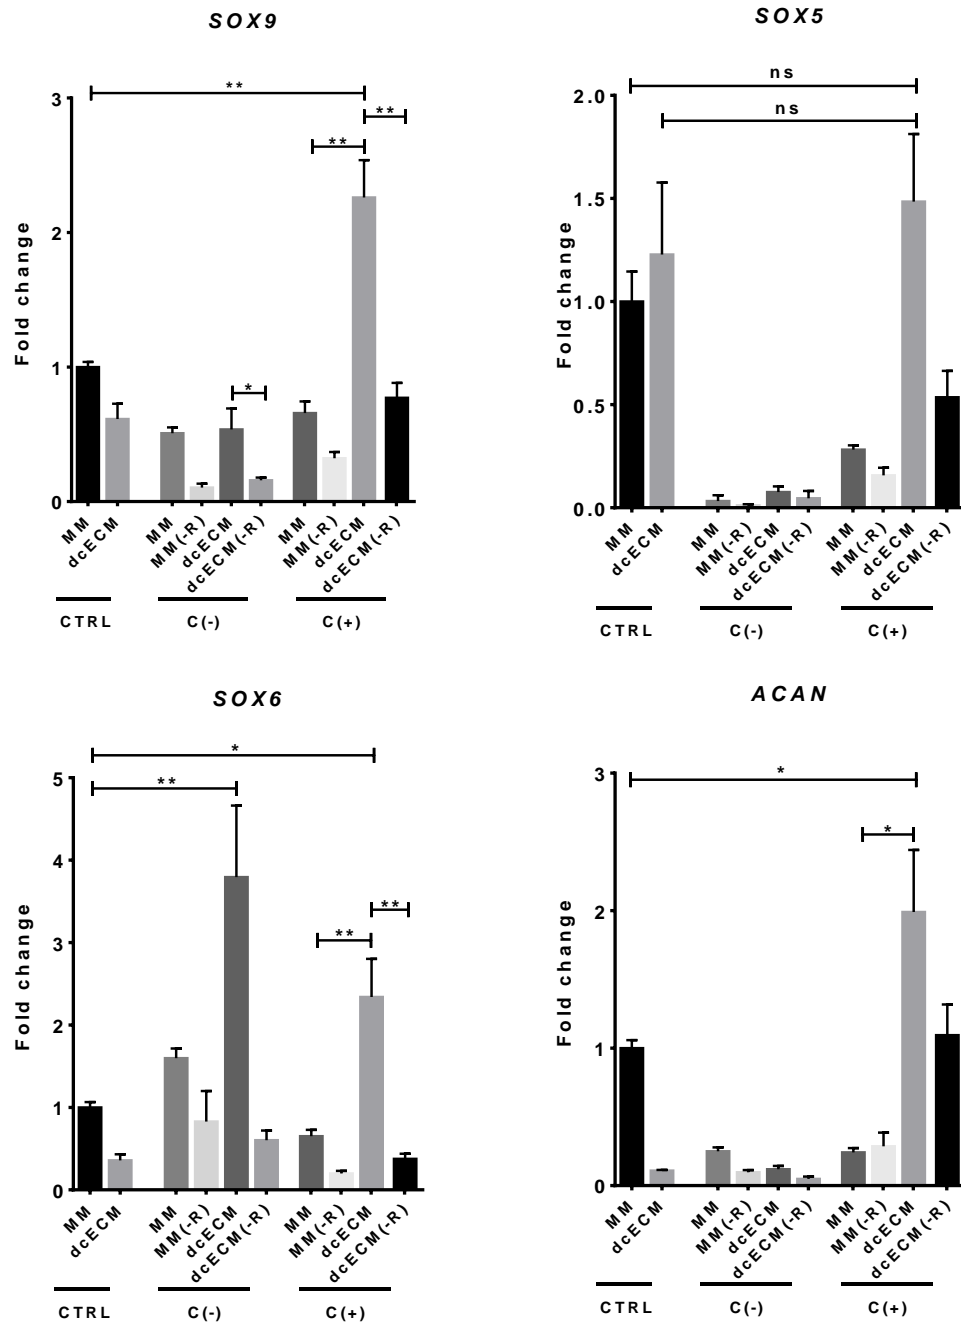 SOX9
**
**
**
*
Fold change
3
2
1
0
MM
dcECM
MM
MM(-R)
dcECM
dcECM(-R)
MM
MM(-R)
dcECM
dcECM(-R)
CTRL
C(-)
C(+)
SOX5
ns
ns
Fold change
2.0
1.5
1.0
0.5
0.0
MM
dcECM
MM
MM(-R)
dcECM
dcECM(-R)
MM
MM(-R)
dcECM
dcECM(-R)
CTRL
C(-)
C(+)
SOX6
*
**
**
**
Fold change
5
4
3
2
1
0
MM
dcECM
MM
MM(-R)
dcECM
dcECM(-R)
MM
MM(-R)
dcECM
dcECM(-R)
CTRL
C(-)
C(+)
ACAN
*
*
Fold change
3
2
1
0
MM
dcECM
MM
MM(-R)
dcECM
dcECM(-R)
MM
MM(-R)
dcECM
dcECM(-R)
CTRL
C(-)
C(+)